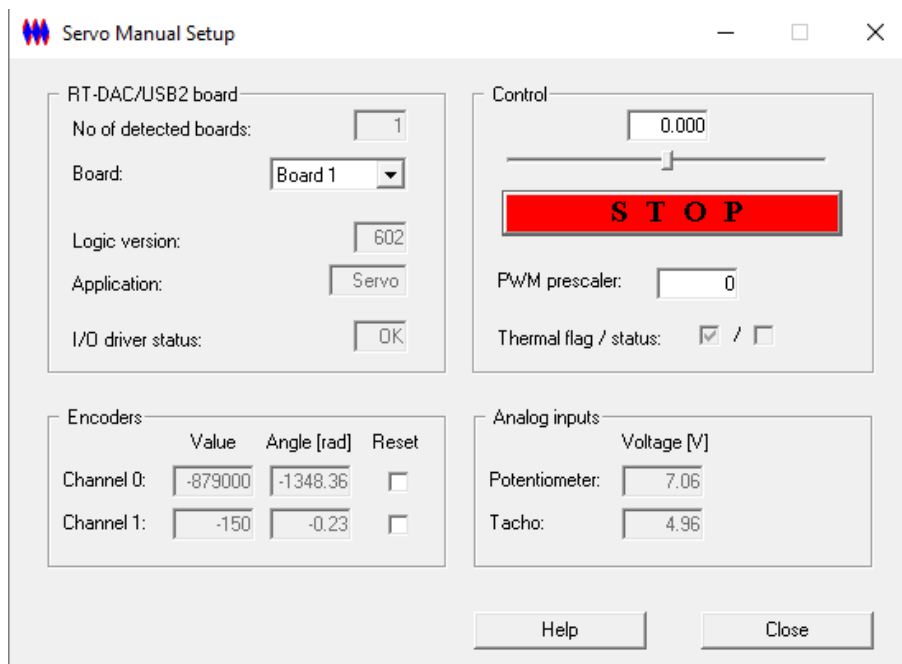 Servo Manual Setup
RT-DAC/USB2 board
No of detected boards: 1
Board: Board 1
Logic version: 602
Application: Servo
I/O driver status: OK
Control
0.000
S T O P
PWM prescaler: 0
Thermal flag / status: /
Encoders
Value Angle [rad] Reset
Channel 0: -879000 -1348.36
Channel 1: -150 -0.23
Analog inputs
Voltage [V]
Potentiometer: 7.06
Tacho: 4.96
Help Close